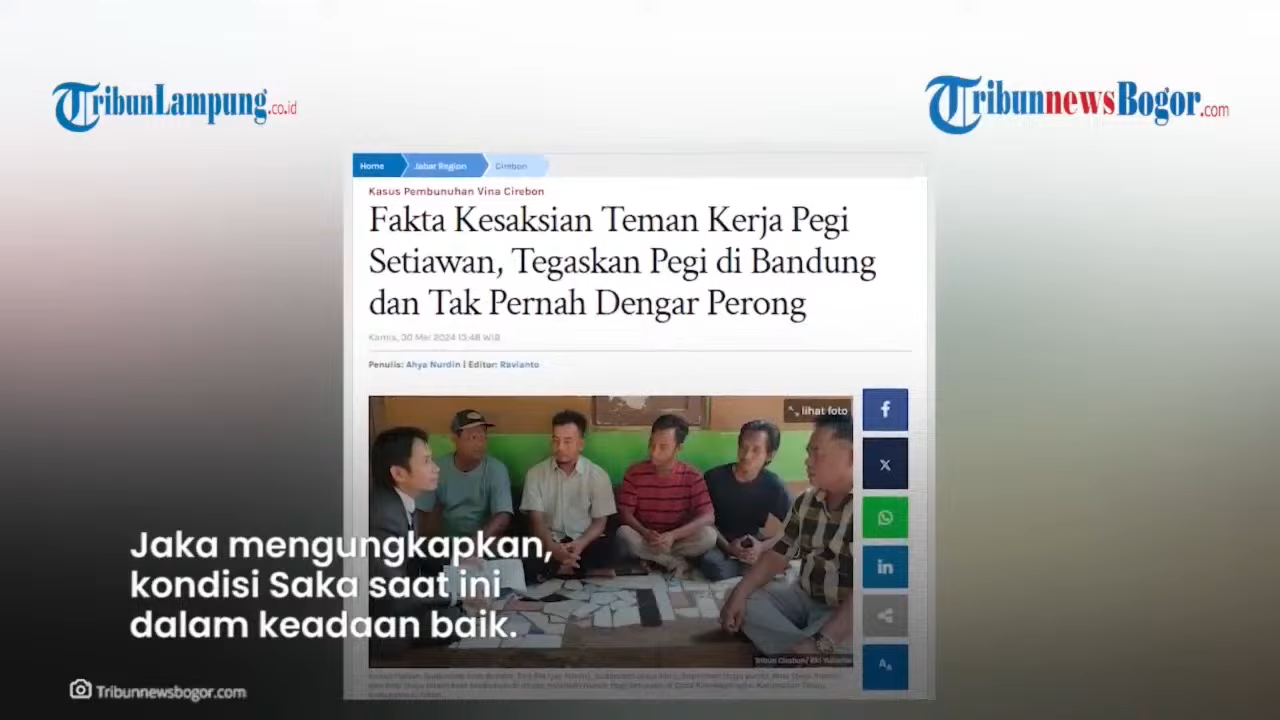 TribunLampung.co.id
TribunnewsBogor.com
Home
Jabar Region
Cirebon
Kasus Pembunuhan Vina Cirebon
Fakta Kesaksian Teman Kerja Pegi
Setiawan, Tegaskan Pegi di Bandung
dan Tak Pernah Dengar Perong
Kamis, 30 Mei 2024 13:48 WIB
Penulis: Ahya Nurdin | Editor: Ravianto
lihat foto
Jaka mengungkapkan,
kondisi Saka saat ini
dalam keadaan baik.
Tribunnewsbogor.com